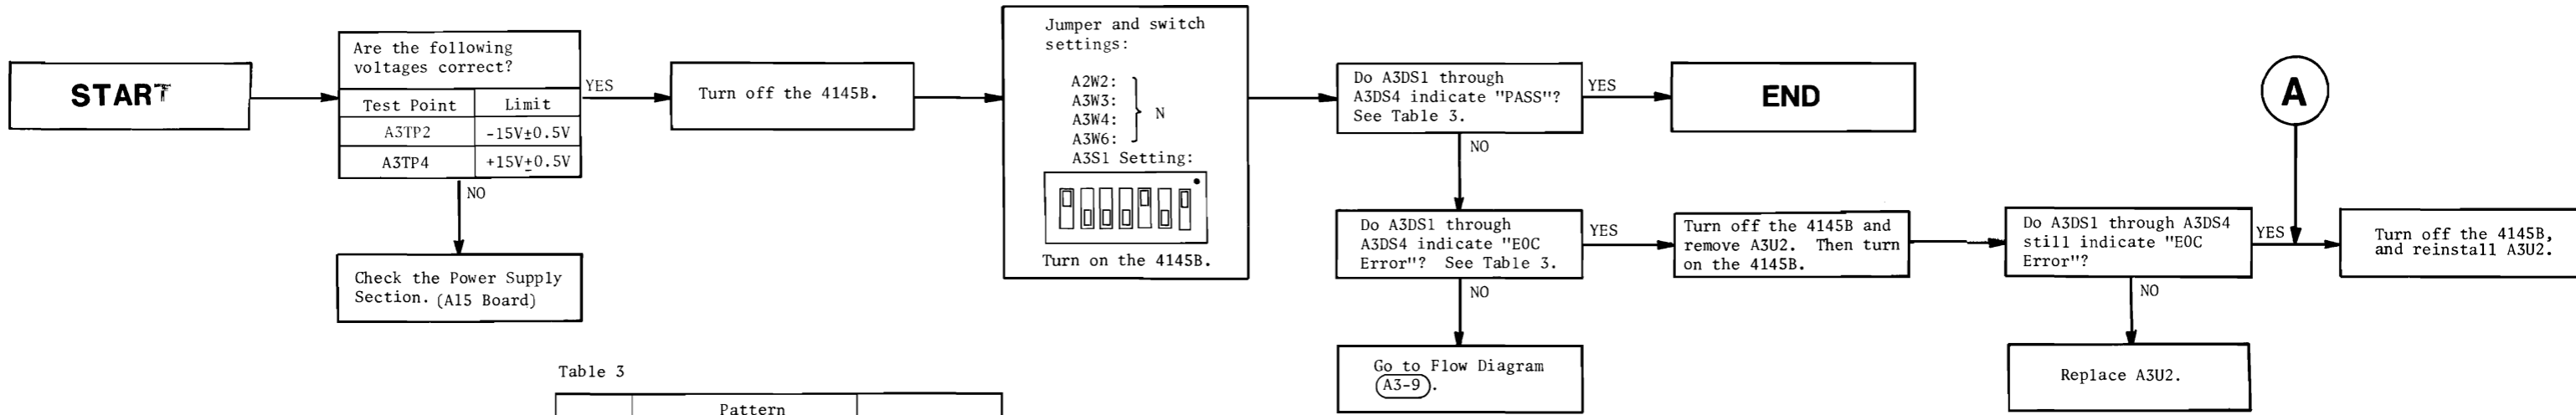 START
Are the following
voltages correct?
Test Point Limit
A3TP2 -15V±0.5V
A3TP4 +15V±0.5V
YES
NO
Check the Power Supply
Section. (A15 Board)
Turn off the 4145B.
Jumper and switch
settings:
A2W2:
A3W3:
A3W4:
A3W6:
N
A3S1 Setting:
Turn on the 4145B.
Do A3DS1 through
A3DS4 indicate "PASS"?
See Table 3.
YES
END
NO
Do A3DS1 through
A3DS4 indicate "EOC
Error"? See Table 3.
YES
NO
Go to Flow Diagram
A3-9.
Turn off the 4145B and
remove A3U2. Then turn
on the 4145B.
Do A3DS1 through A3DS4
still indicate "EOC
Error"?
YES
NO
Replace A3U2.
A
Turn off the 4145B,
and reinstall A3U2.
Table 3
Pattern